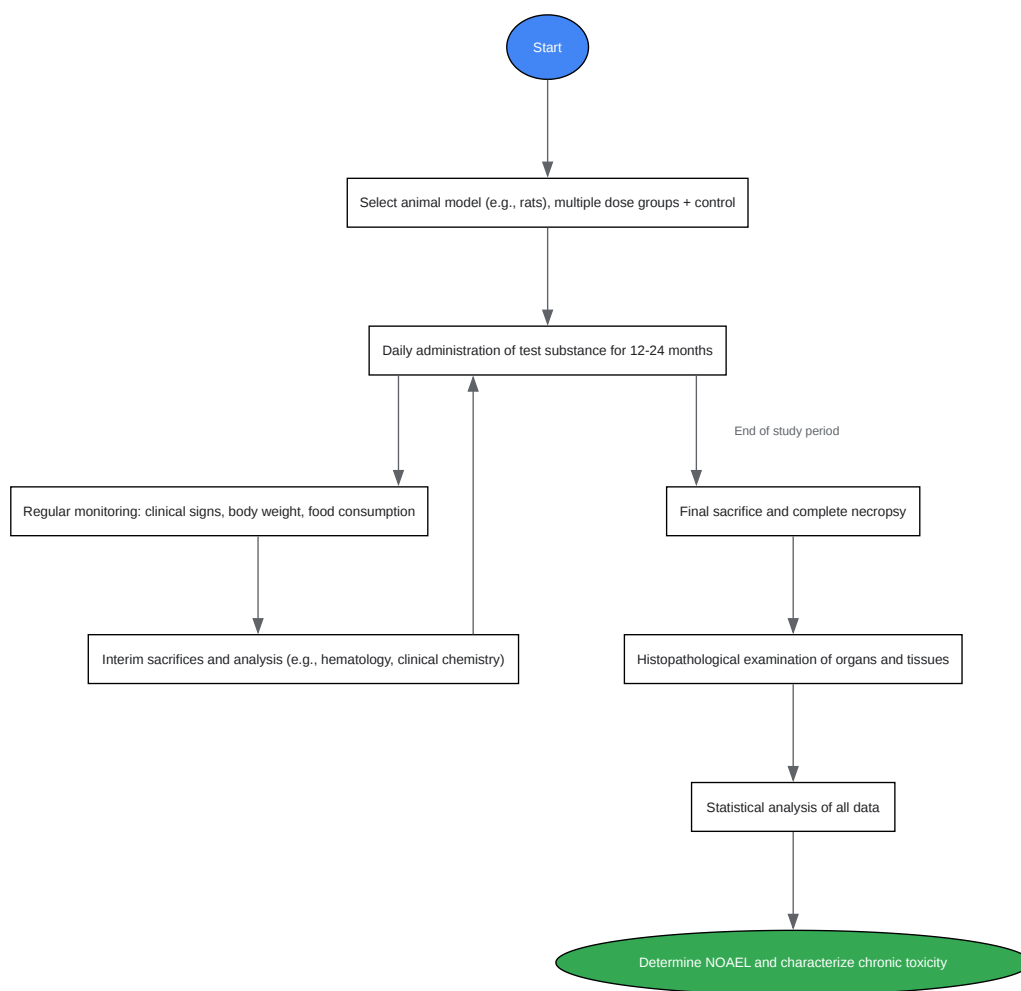 Start
Select animal model (e.g., rats), multiple dose groups + control
Daily administration of test substance for 12-24 months
End of study period
Regular monitoring: clinical signs, body weight, food consumption
Final sacrifice and complete necropsy
Interim sacrifices and analysis (e.g., hematology, clinical chemistry)
Histopathological examination of organs and tissues
Statistical analysis of all data
Determine NOAEL and characterize chronic toxicity